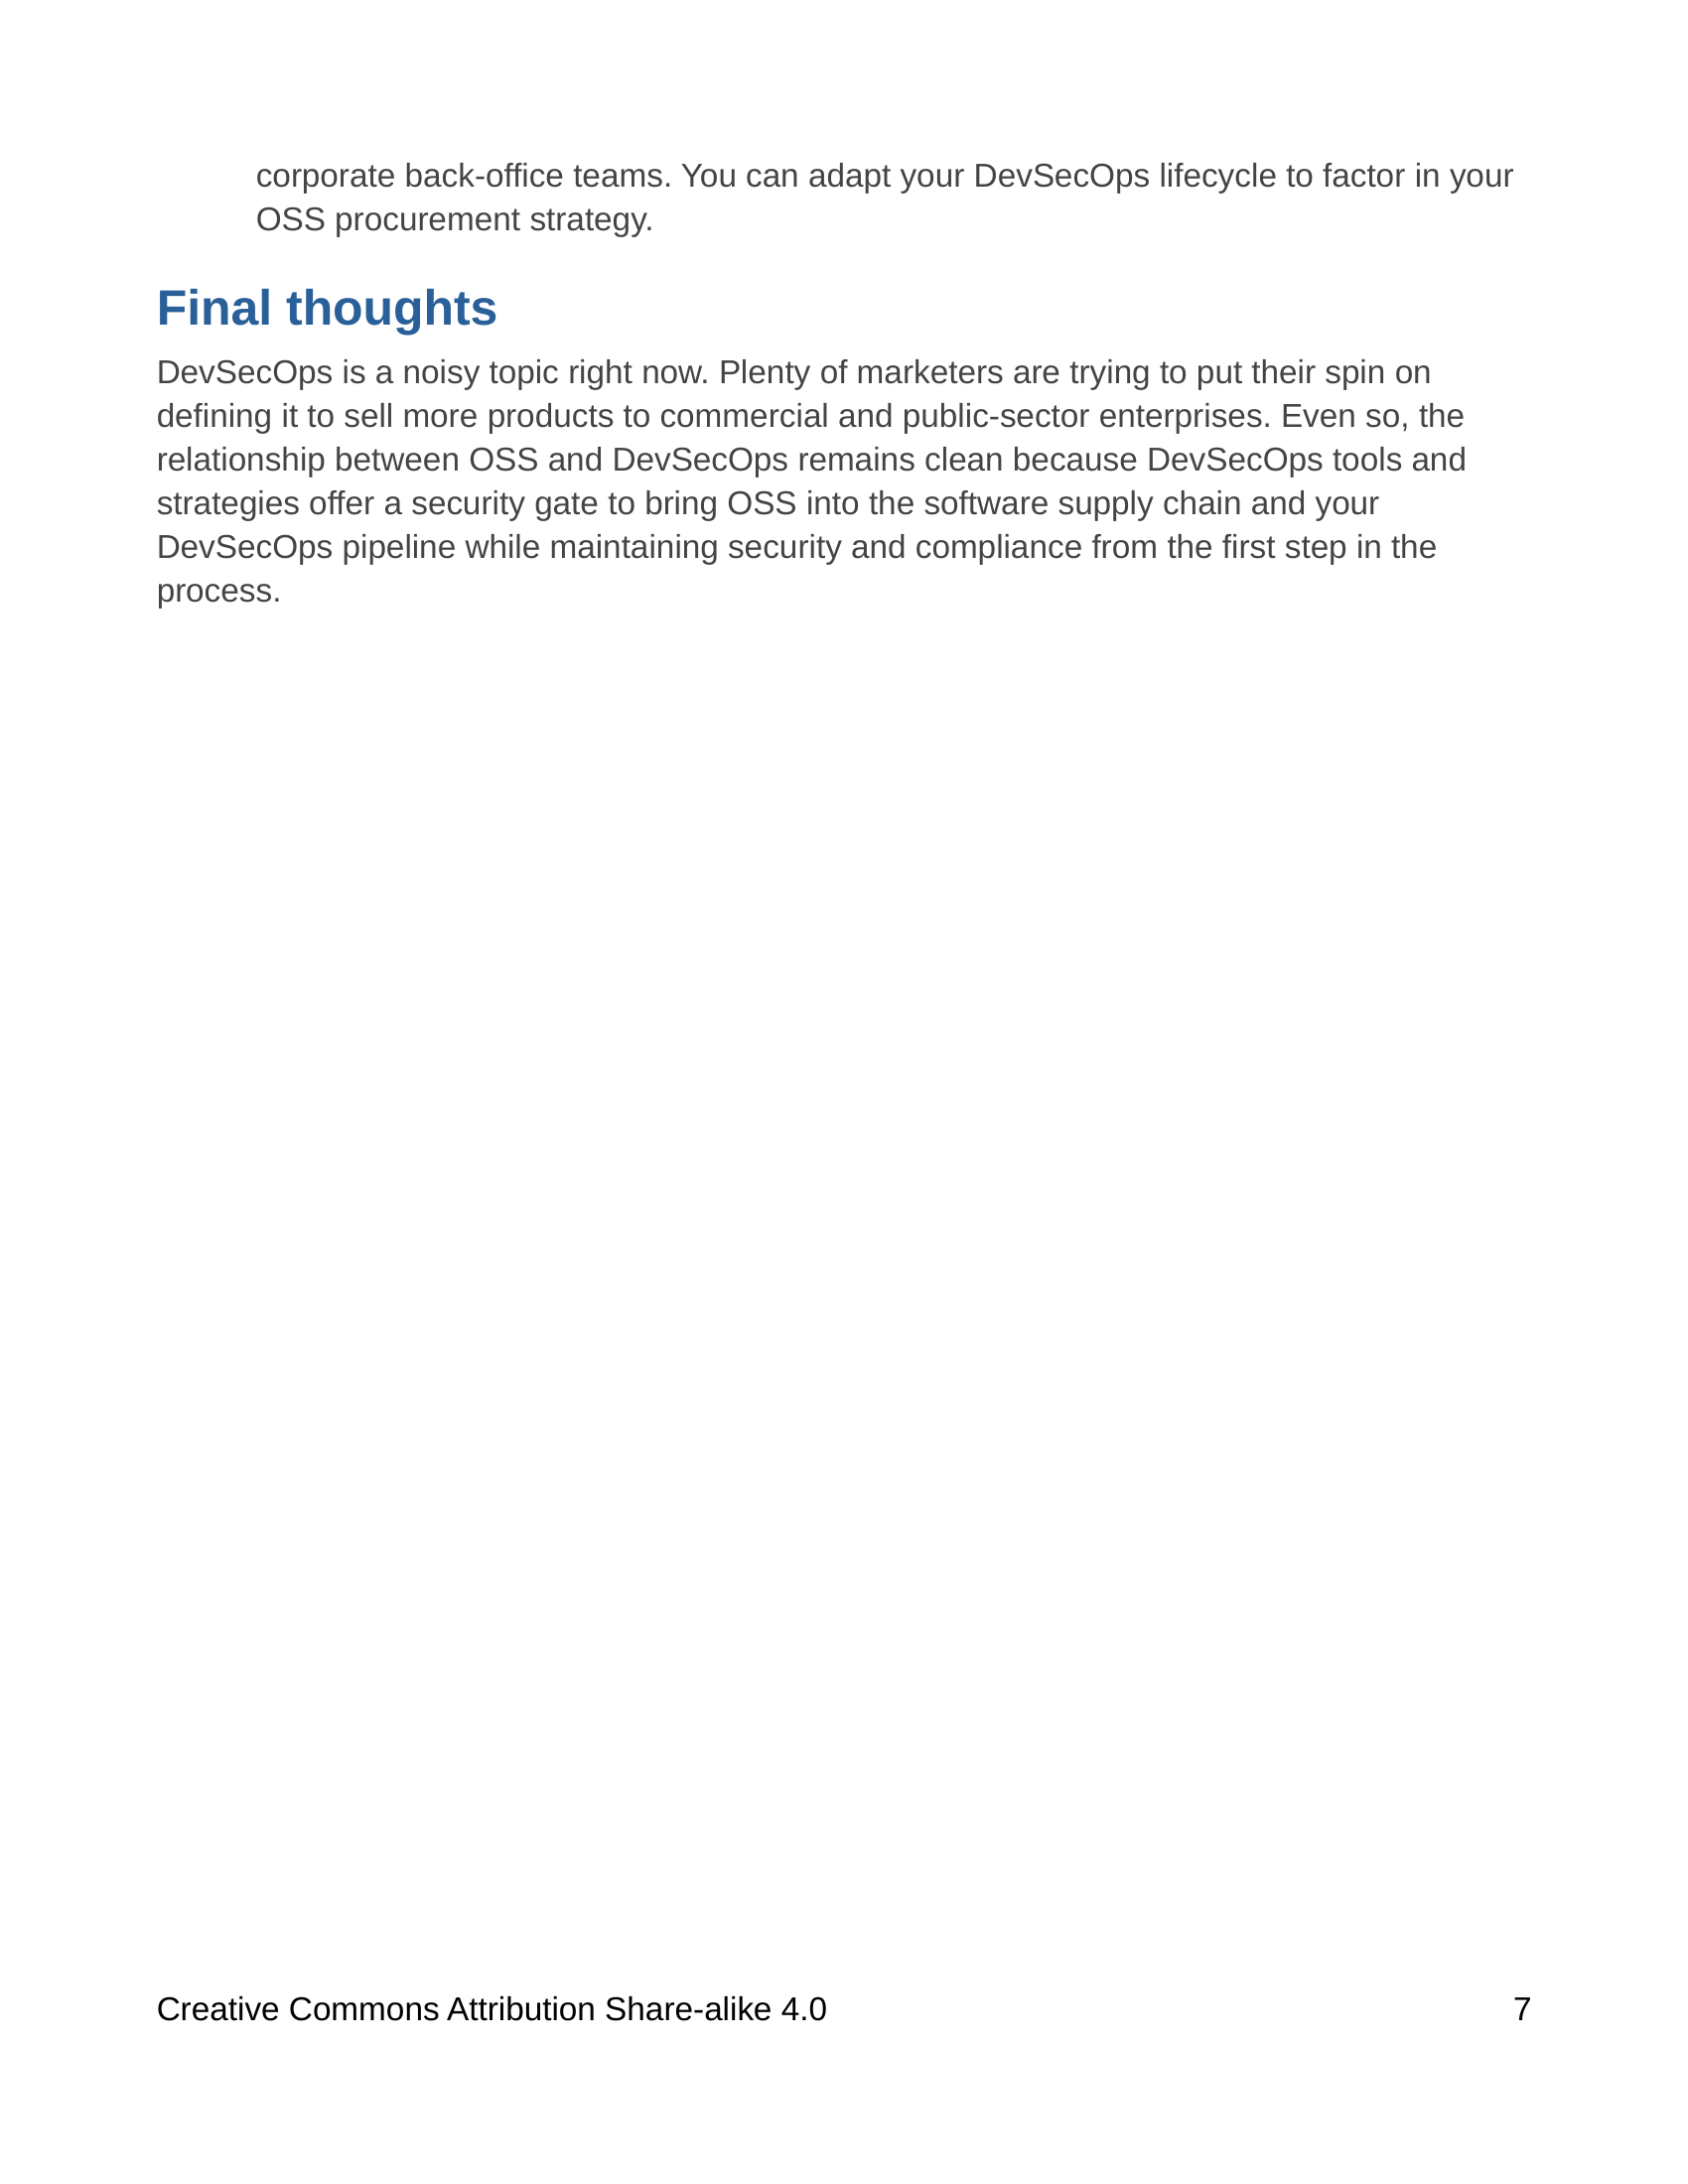 corporate back-office teams. You can adapt your DevSecOps lifecycle to factor in your
OSS procurement strategy.
Final thoughts
DevSecOps is a noisy topic right now. Plenty of marketers are trying to put their spin on
defining it to sell more products to commercial and public-sector enterprises. Even so, the
relationship between OSS and DevSecOps remains clean because DevSecOps tools and
strategies offer a security gate to bring OSS into the software supply chain and your
DevSecOps pipeline while maintaining security and compliance from the first step in the
process.
Creative Commons Attribution Share-alike 4.0 7